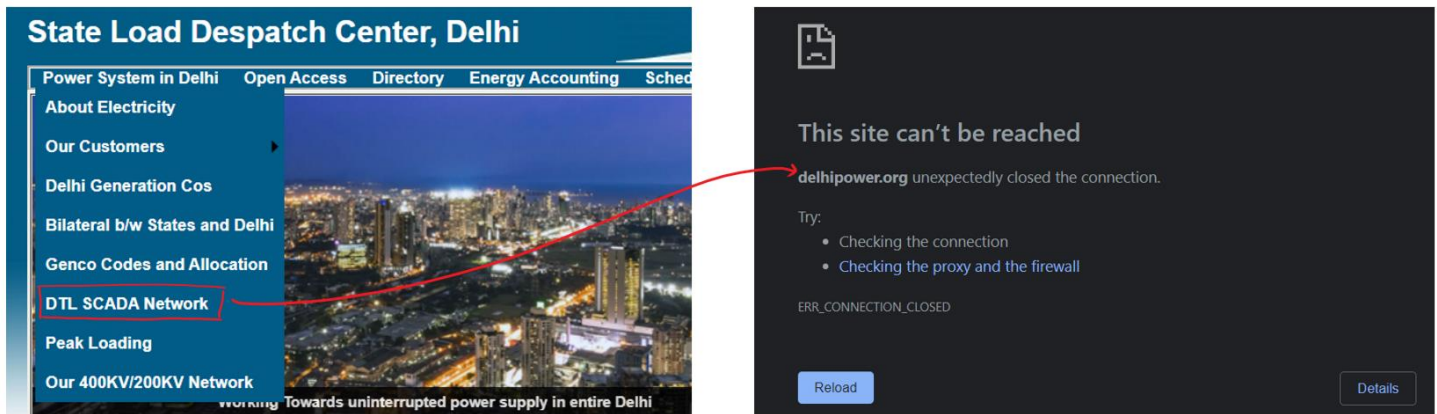 State Load Despatch Center, Delhi
Power System in Delhi Open Access Directory Energy Accounting Sched
About Electricity
Our Customers
Delhi Generation Cos
Bilateral b/w States and Delhi
Genco Codes and Allocation
DTL SCADA Network
Peak Loading
Our 400KV/200KV Network
Working Towards uninterrupted power supply in entire Delhi
This site can’t be reached
delhipower.org unexpectedly closed the connection.
Try:
• Checking the connection
• Checking the proxy and the firewall
ERR_CONNECTION_CLOSED
Reload Details